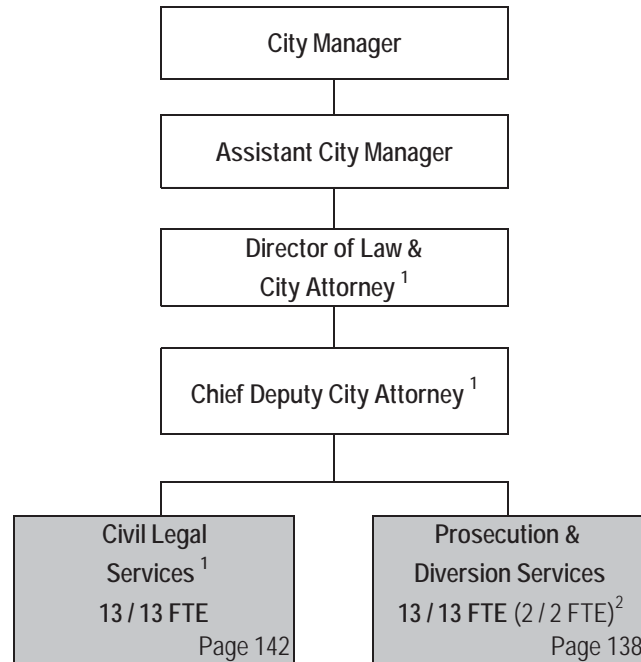 City Manager
Assistant City Manager
Director of Law &
City Attorney 1
Chief Deputy City Attorney 1
Civil Legal
Services 1
13 / 13 FTE
Page 142
Prosecution &
Diversion Services
13 / 13 FTE (2 / 2 FTE)2
Page 138